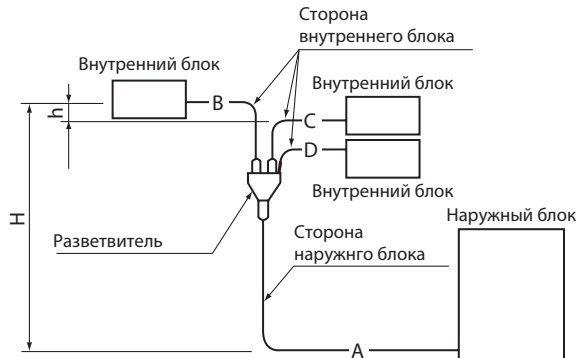 Сторона
внутреннего блока
Внутренний блок
B
Внутренний блок
h
C
D
Внутренний блок
H
Наружный блок
Разветвитель
Сторона
наружнго блока
A